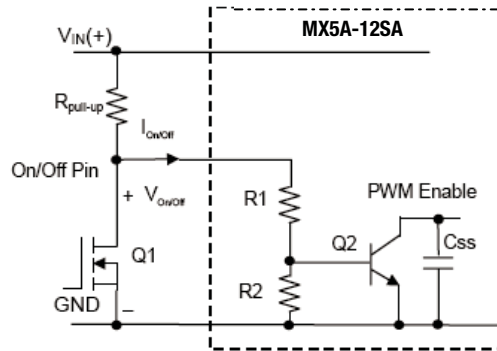 MX5A-12SA
VIN(+)
Rpull-up
IOn/Off
On/Off Pin
+ VOn/Off
R1
PWM Enable
Q1
Q2
Css
R2
GND
–